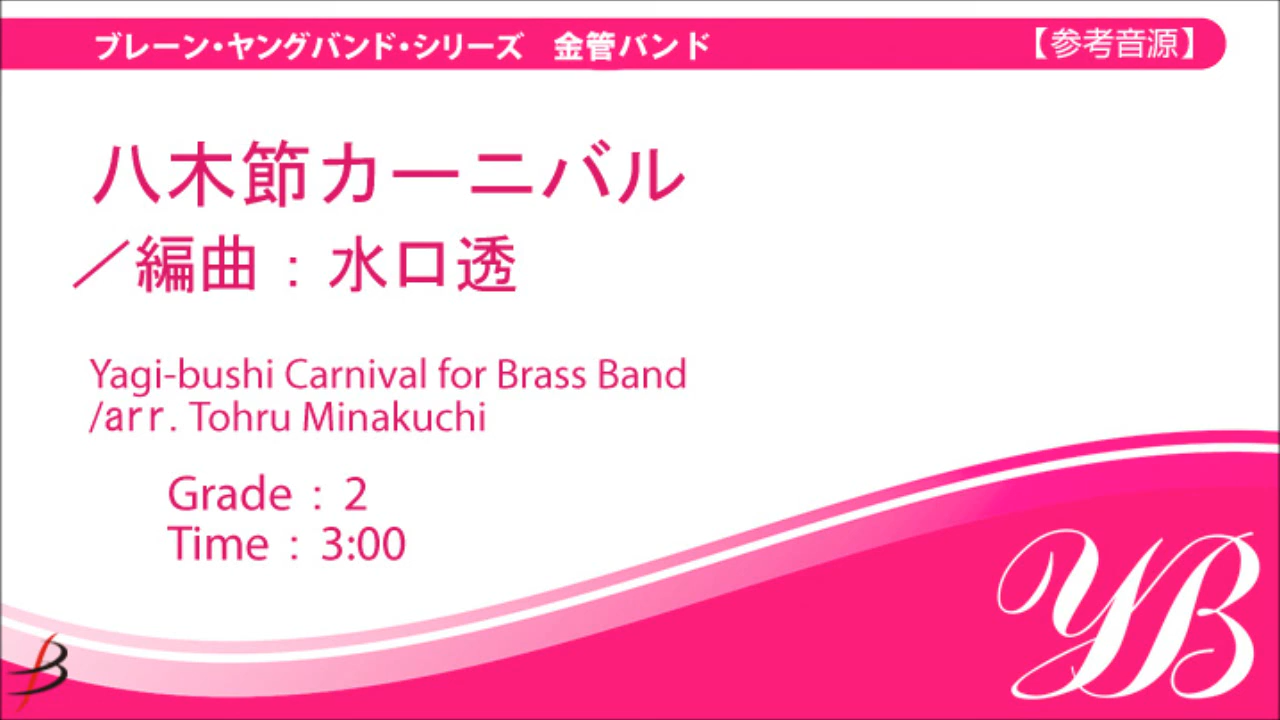 ブレーン・ヤングバンド・シリーズ　金管バンド
【参考音源】
八木節カーニバル
／編曲：水口透
Yagi-bushi Carnival for Brass Band
/arr. Tohru Minakuchi
Grade：2
Time：3:00
YB
B